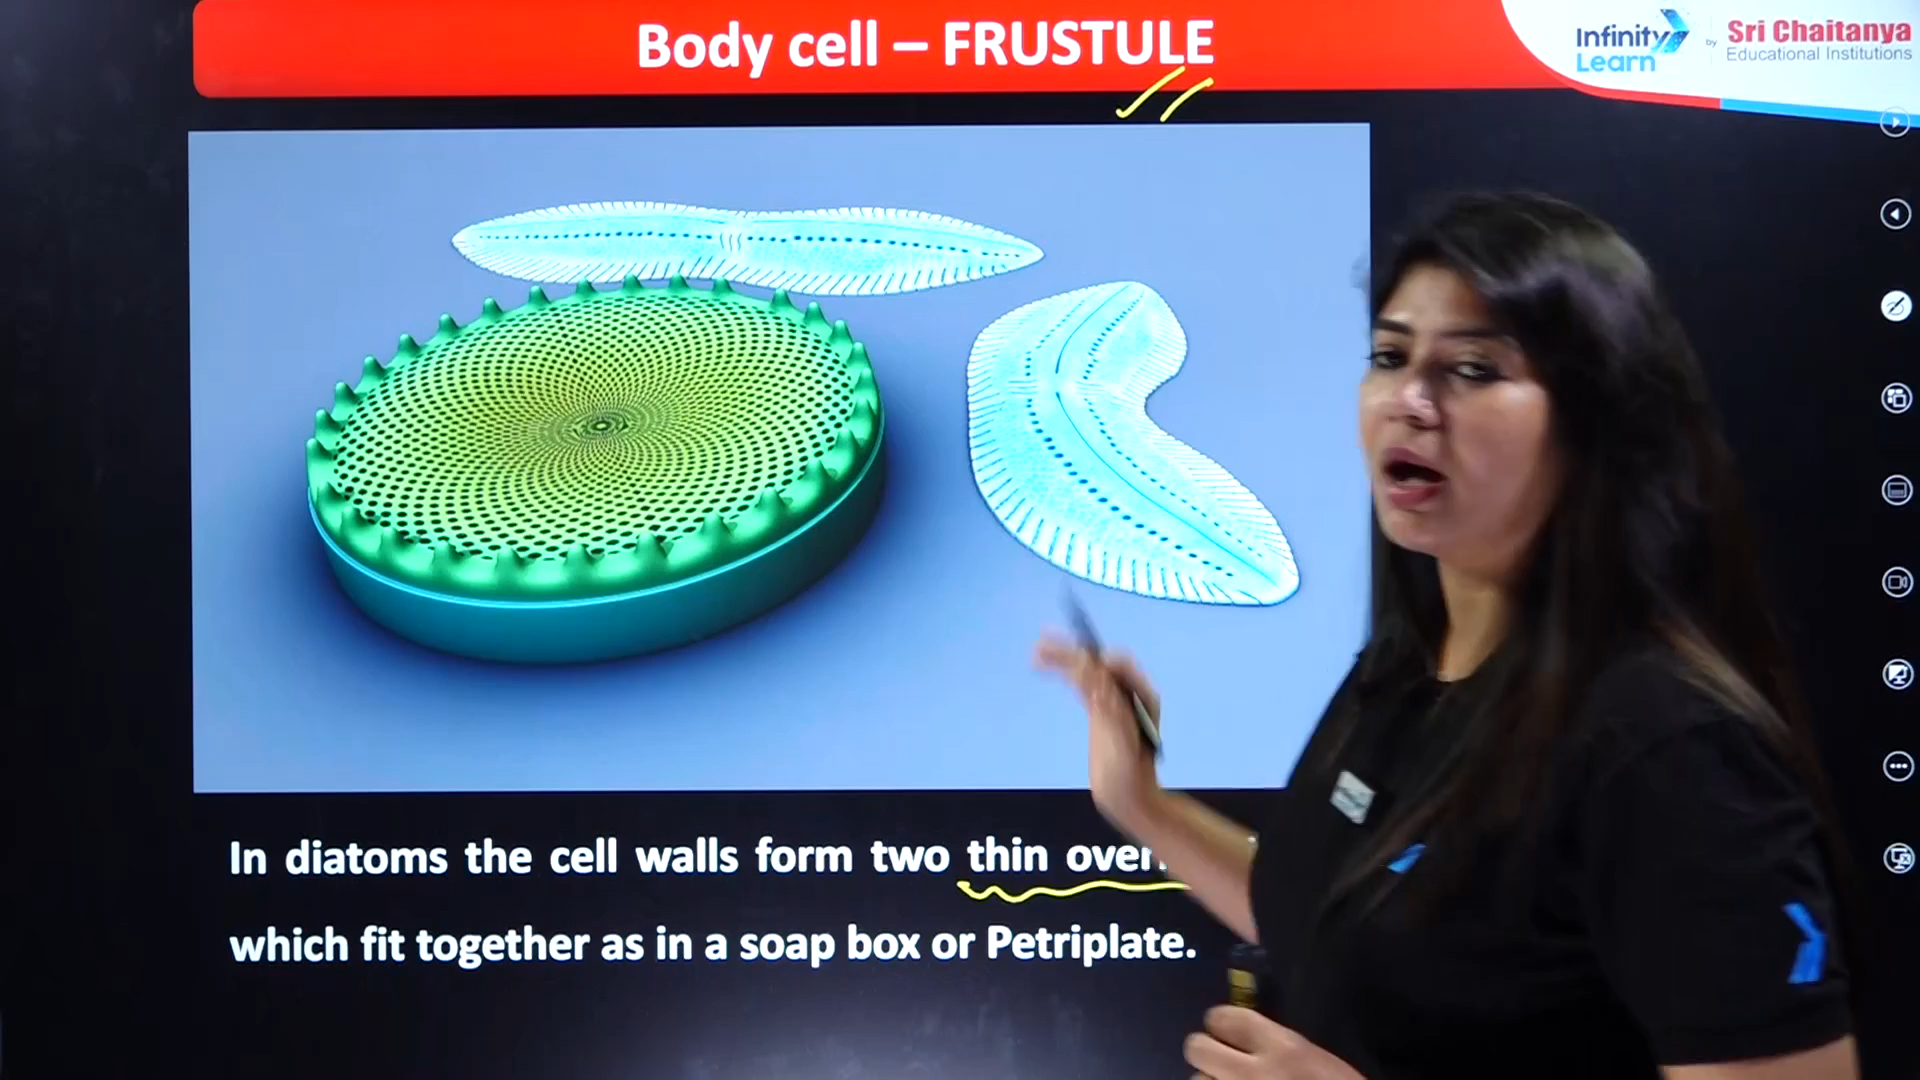 Body cell – FRUSTULE
Infinity Learn
by
Sri Chaitanya
Educational Institutions
In diatoms the cell walls form two thin
which fit together as in a soap box or Petriplate.